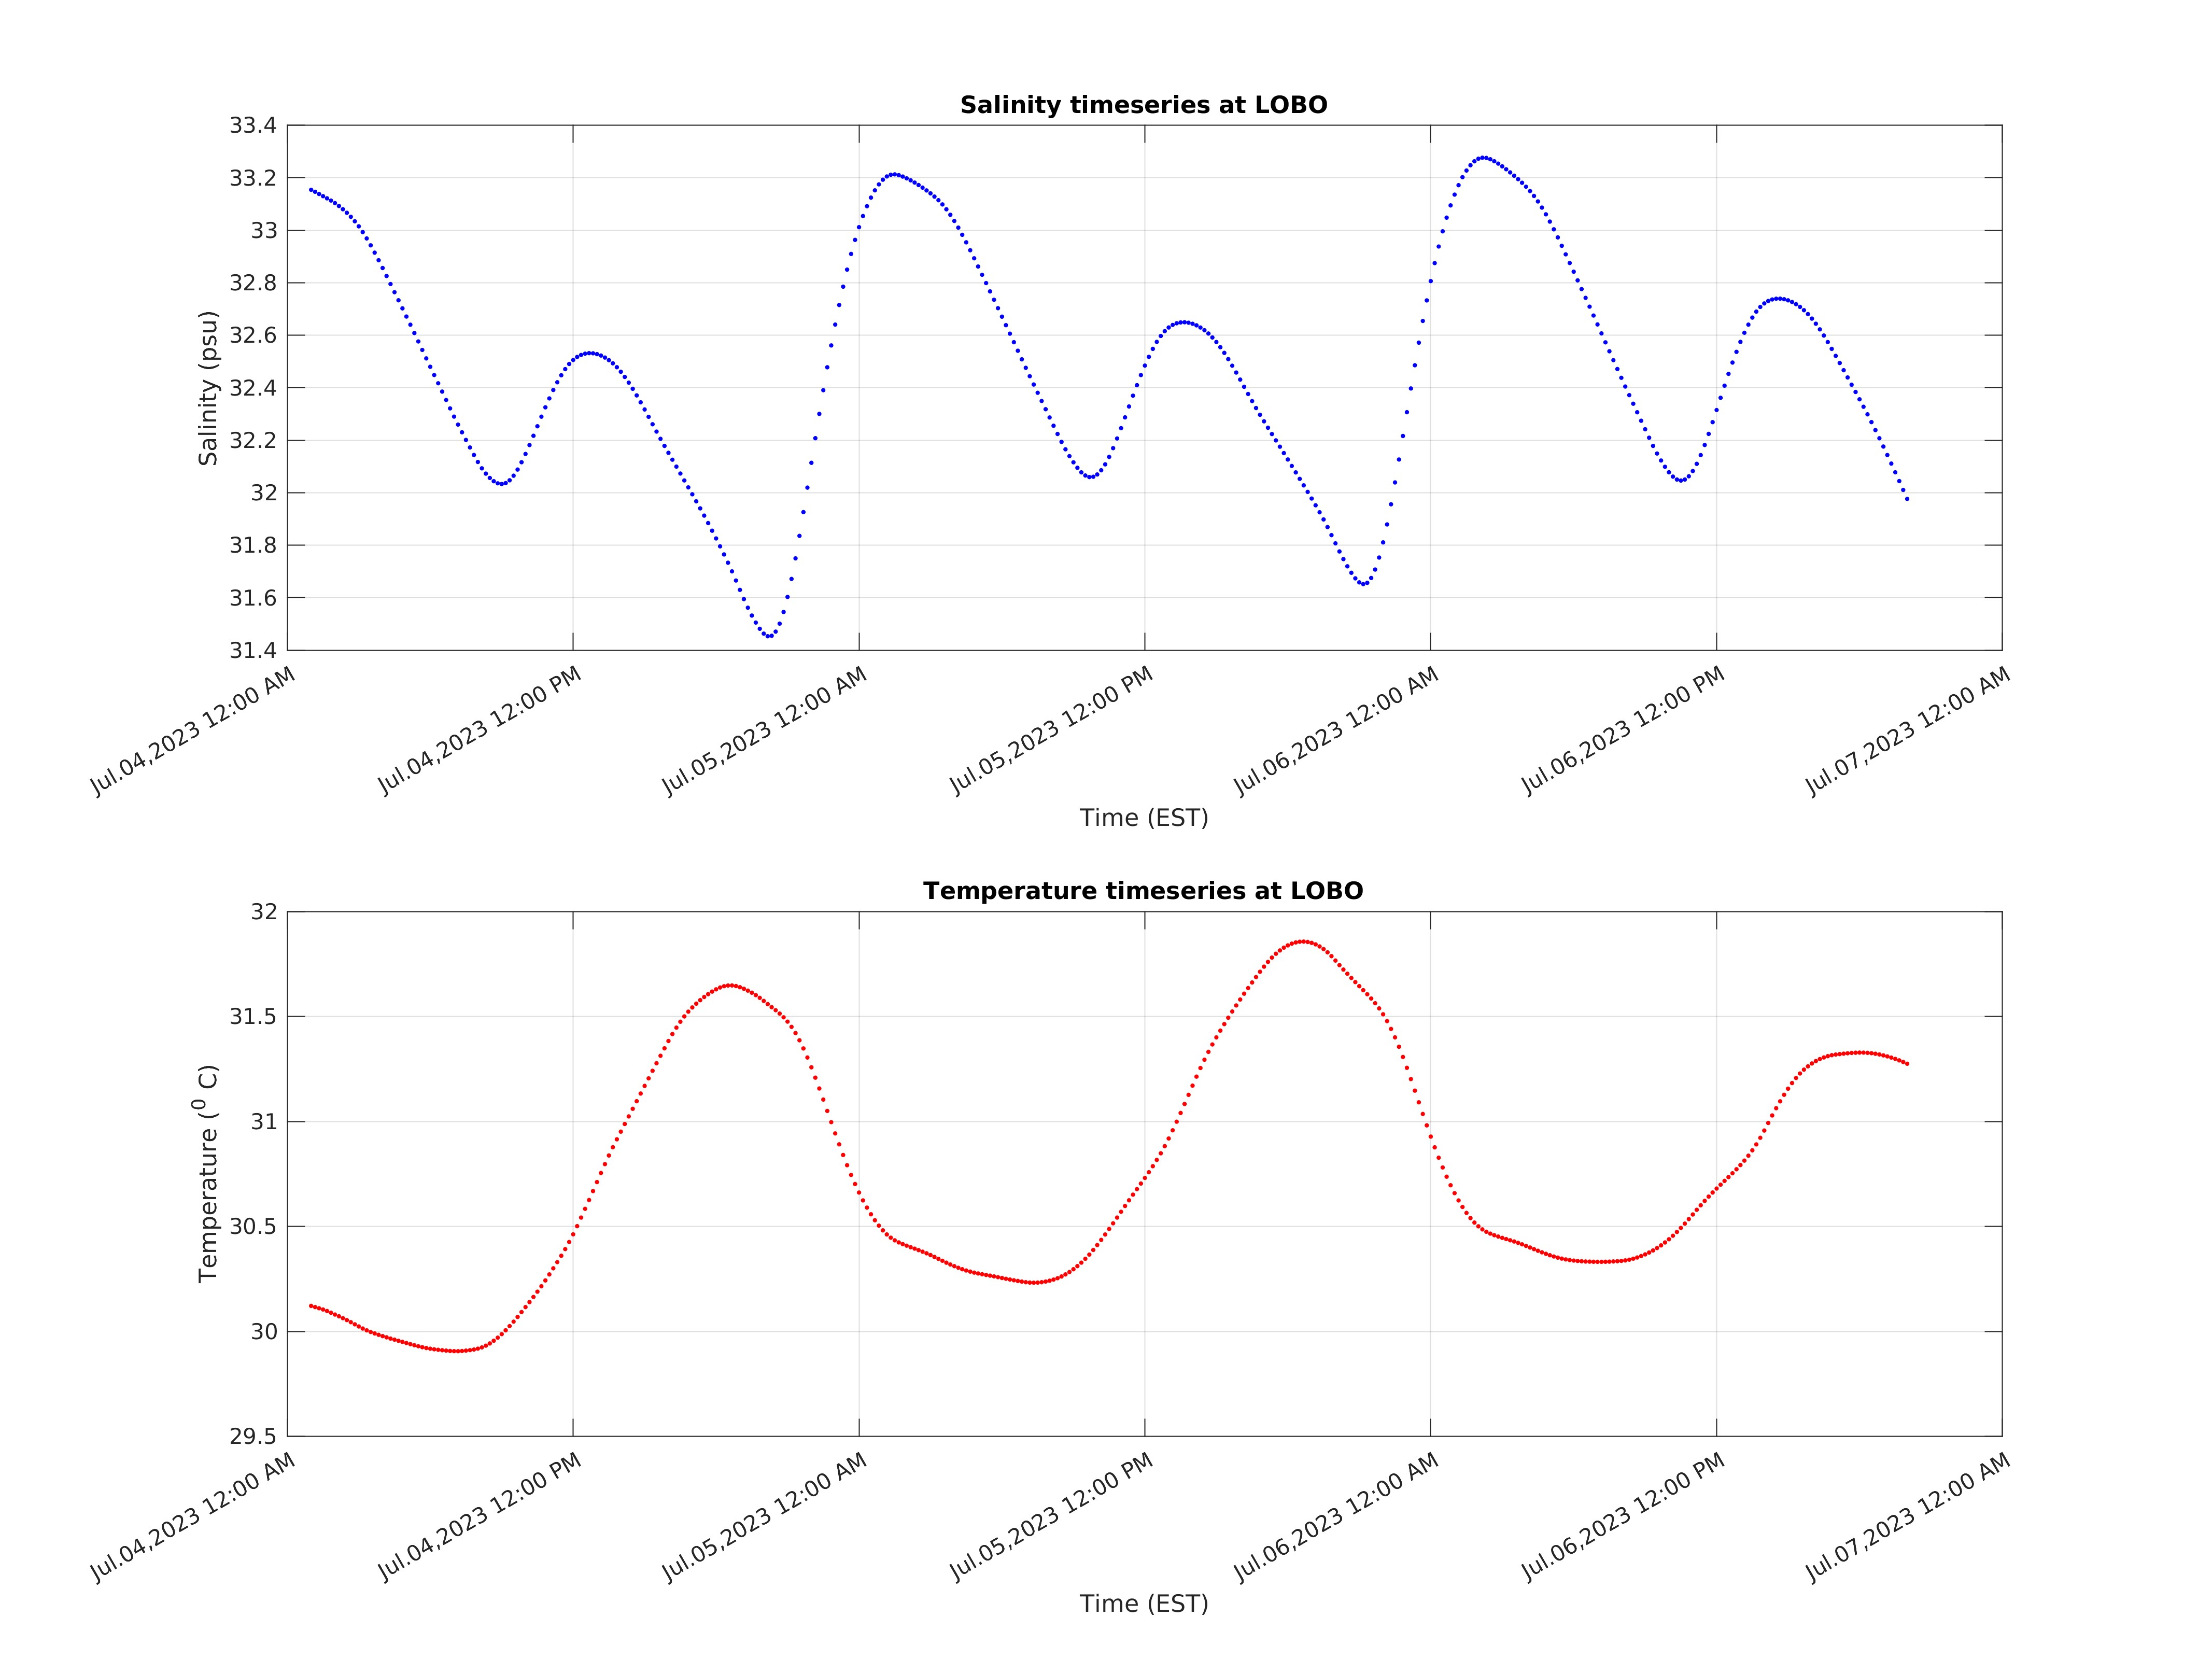 Salinity timeseries at LOBO
33.4
33.2
33
32.8
32.6
32.4
32.2
32
31.8
31.6
31.4
Salinity (psu)
Jul.04,2023 12:00 AM
Jul.04,2023 12:00 PM
Jul.05,2023 12:00 AM
Jul.05,2023 12:00 PM
Jul.06,2023 12:00 AM
Jul.06,2023 12:00 PM
Jul.07,2023 12:00 AM
Time (EST)
Temperature timeseries at LOBO
32
31.5
31
30.5
30
29.5
Temperature (⁰ C)
Jul.04,2023 12:00 AM
Jul.04,2023 12:00 PM
Jul.05,2023 12:00 AM
Jul.05,2023 12:00 PM
Jul.06,2023 12:00 AM
Jul.06,2023 12:00 PM
Jul.07,2023 12:00 AM
Time (EST)